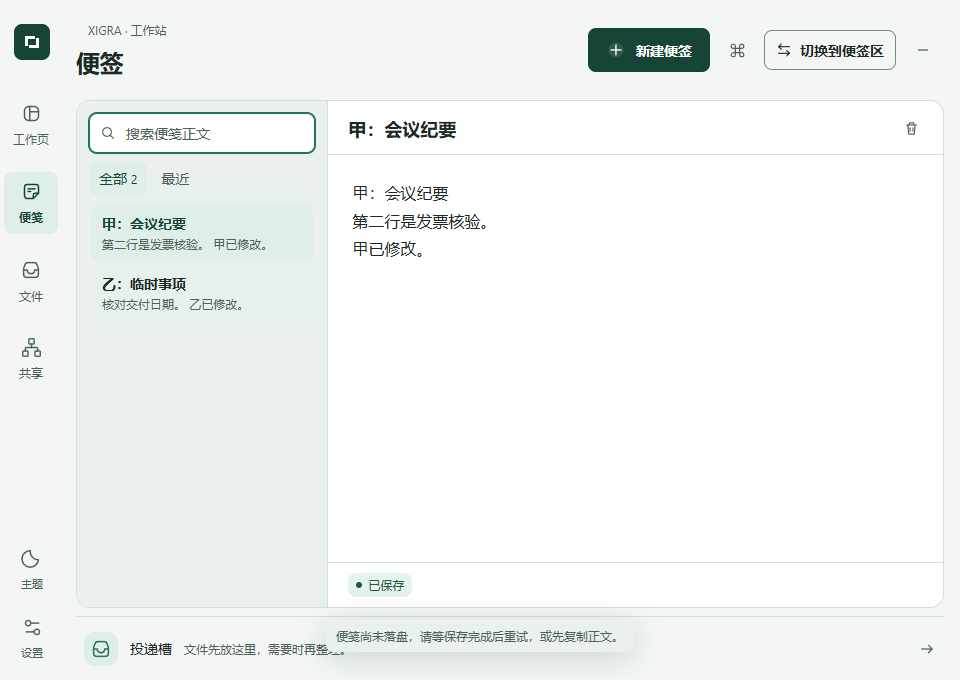 XIGRA · 工作站
便签
新建便签
切换到便签区
工作页
便笺
文件
共享
主题
设置
搜索便笺正文
全部 2
最近
甲：会议纪要
第二行是发票核验。 甲已修改。
乙：临时事项
核对交付日期。 乙已修改。
甲：会议纪要
甲：会议纪要
第二行是发票核验。
甲已修改。
已保存
便笺尚未落盘，请等保存完成后重试，或先复制正文。
投递槽
文件先放这里，需要时再整理。